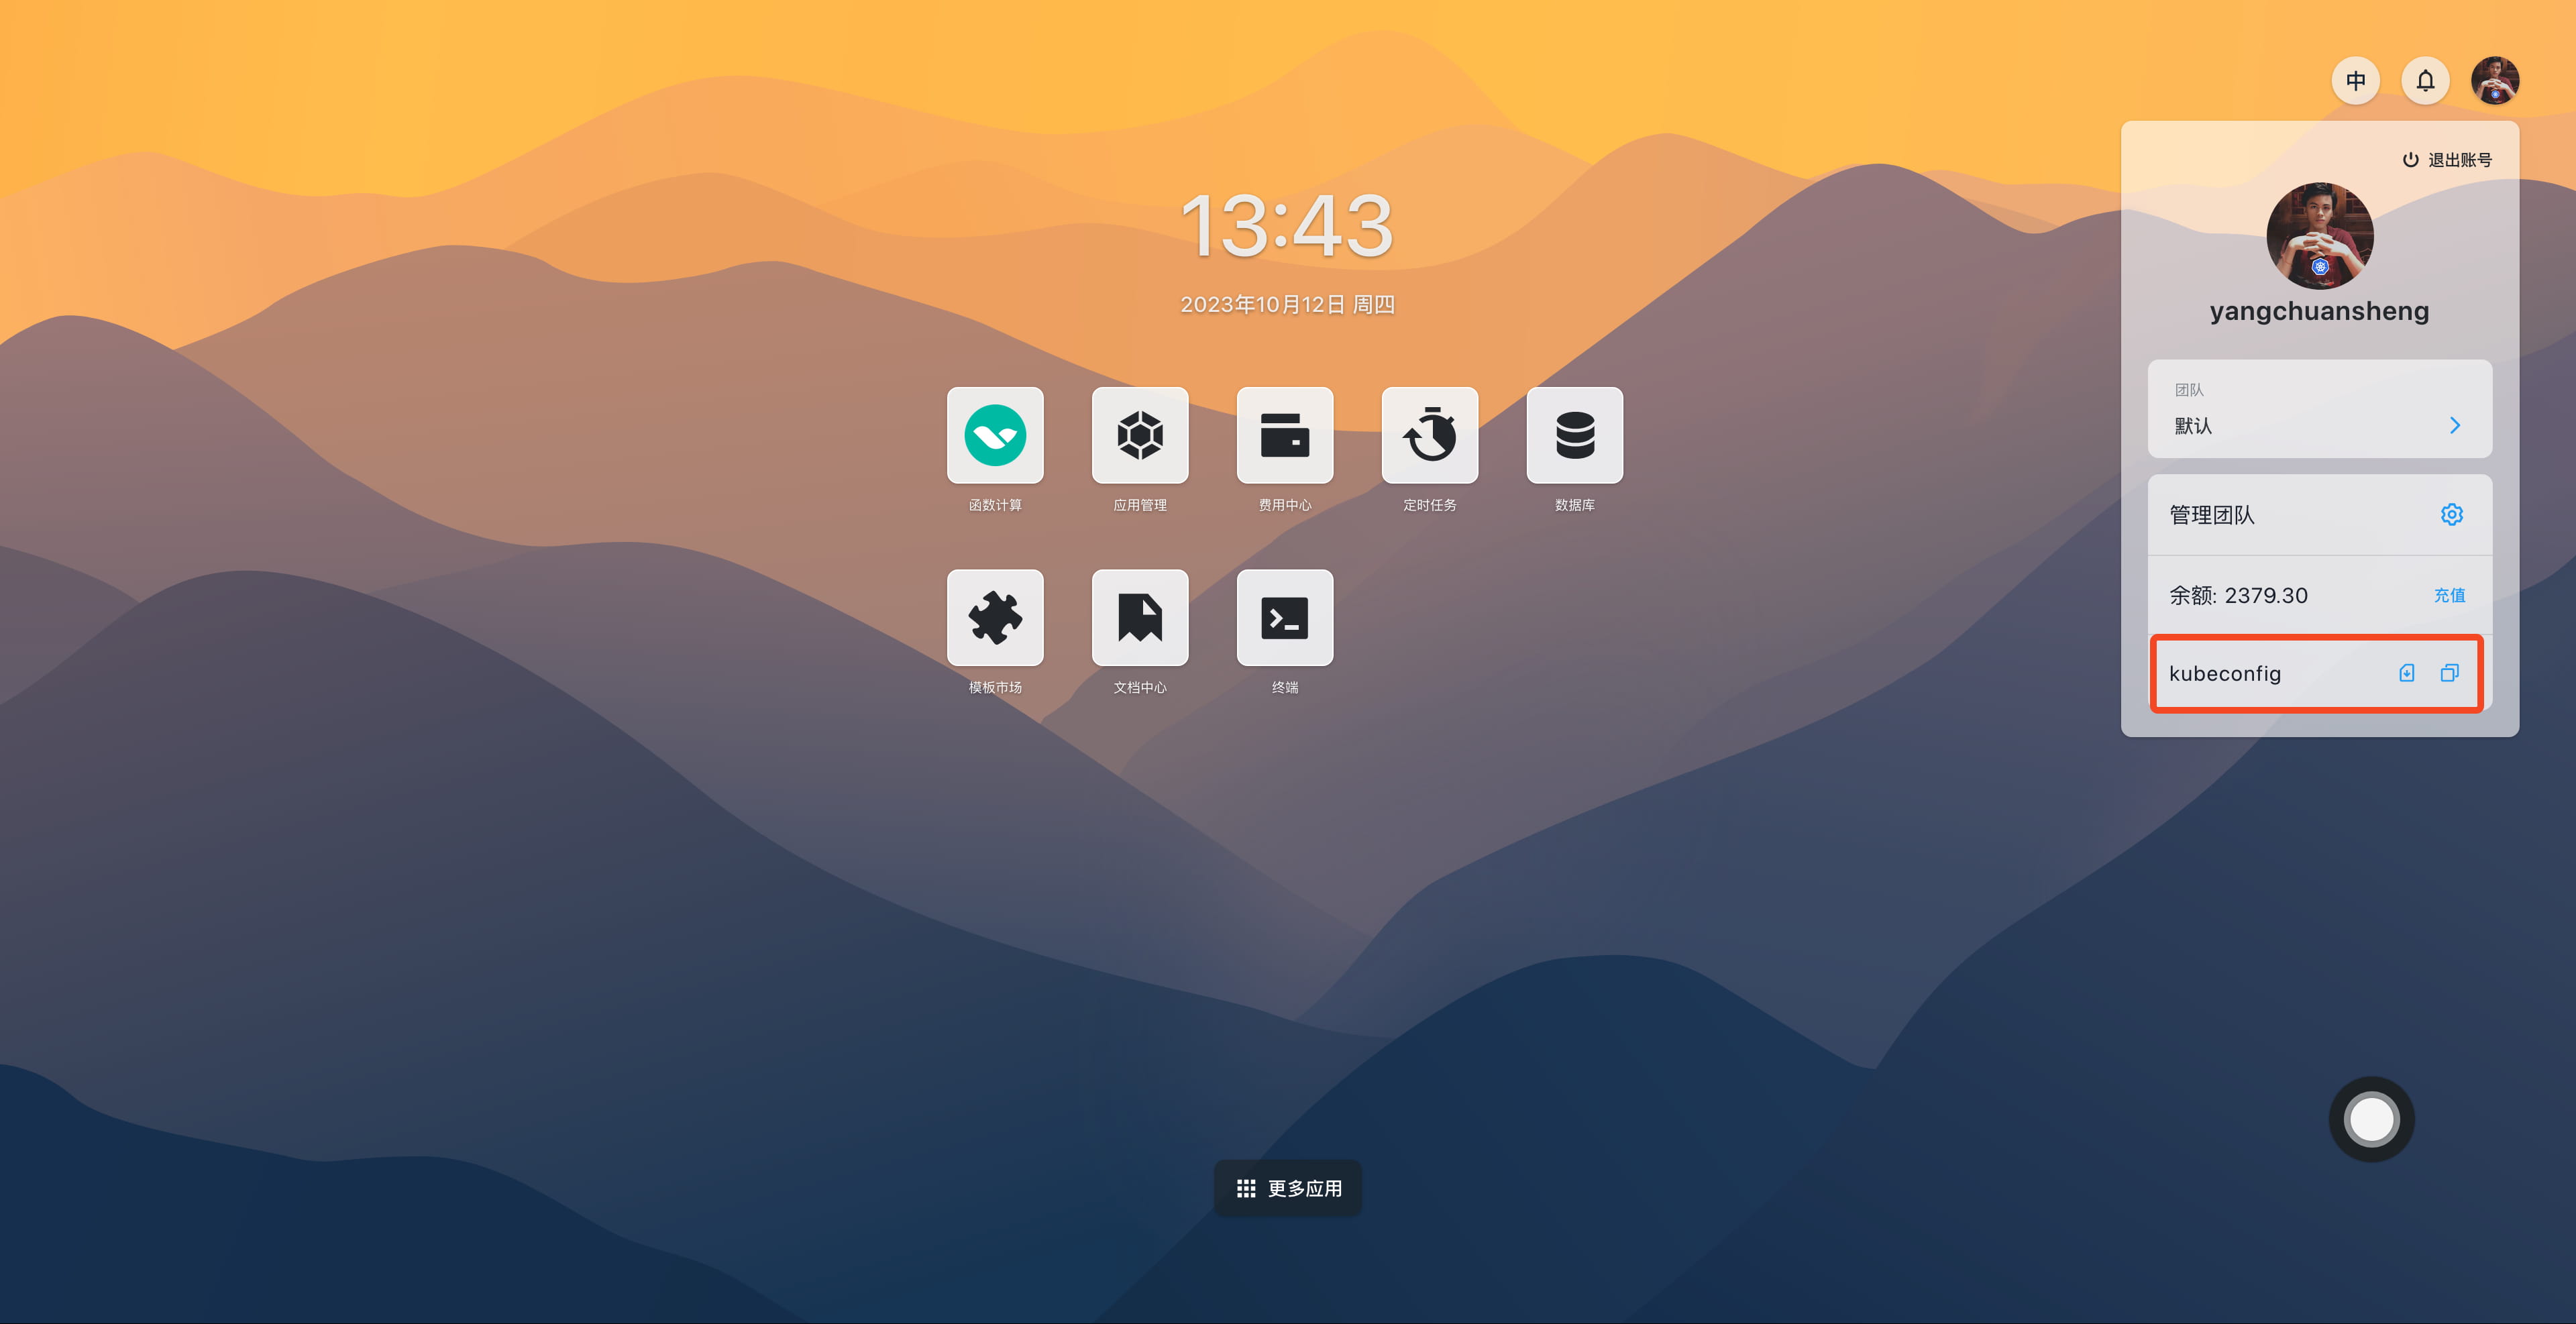 中
退出账号
13:43
2023年10月12日 周四
yangchuansheng
团队
默认
函数计算
应用管理
费用中心
定时任务
数据库
管理团队
余额: 2379.30
充值
kubeconfig
模板市场
文档中心
终端
更多应用